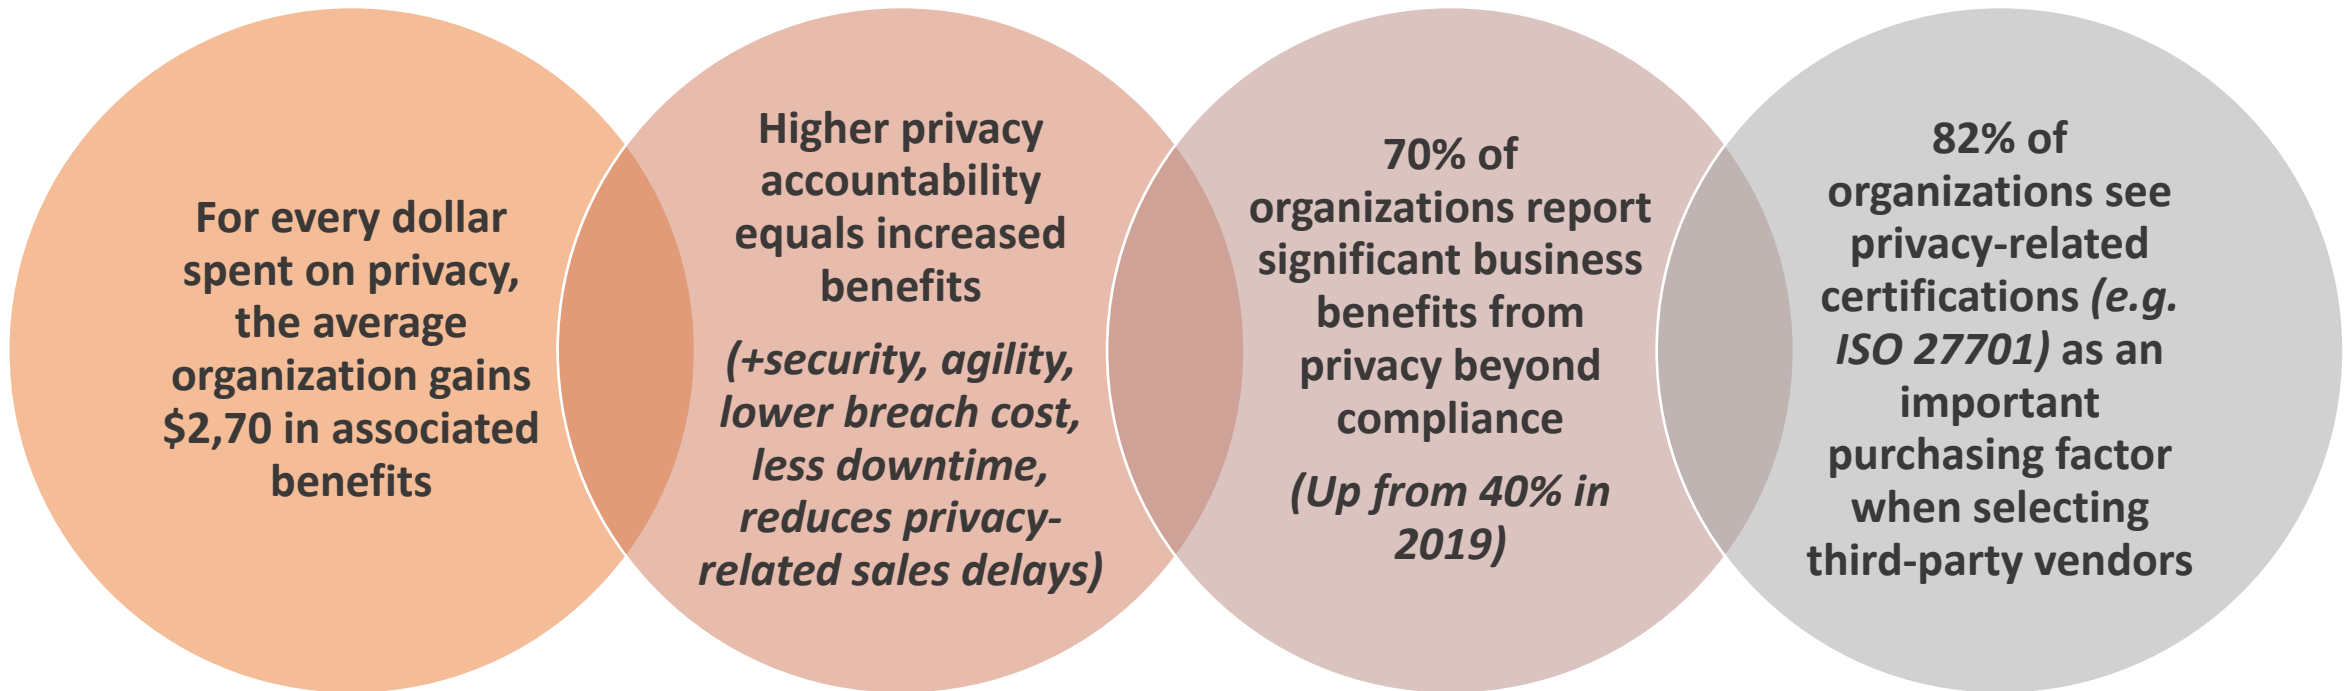 For every dollar
spent on privacy,
the average
organization gains
$2,70 in associated
benefits
Higher privacy
accountability
equals increased
benefits
(+security, agility,
lower breach cost,
less downtime,
reduces privacy-
related sales delays)
70% of
organizations report
significant business
benefits from
privacy beyond
compliance
(Up from 40% in
2019)
82% of
organizations see
privacy-related
certifications (e.g.
ISO 27701) as an
important
purchasing factor
when selecting
third-party vendors